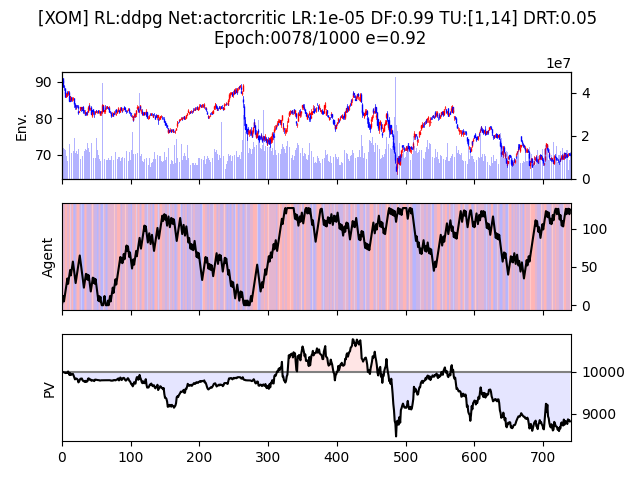 [XOM] RL:ddpg Net:actorcritic LR:1e-05 DF:0.99 TU:[1,14] DRT:0.05
Epoch:0078/1000 e=0.92
1e7
90
80
70
Env.
4
2
0
Agent
100
50
0
PV
10000
9000
0 100 200 300 400 500 600 700